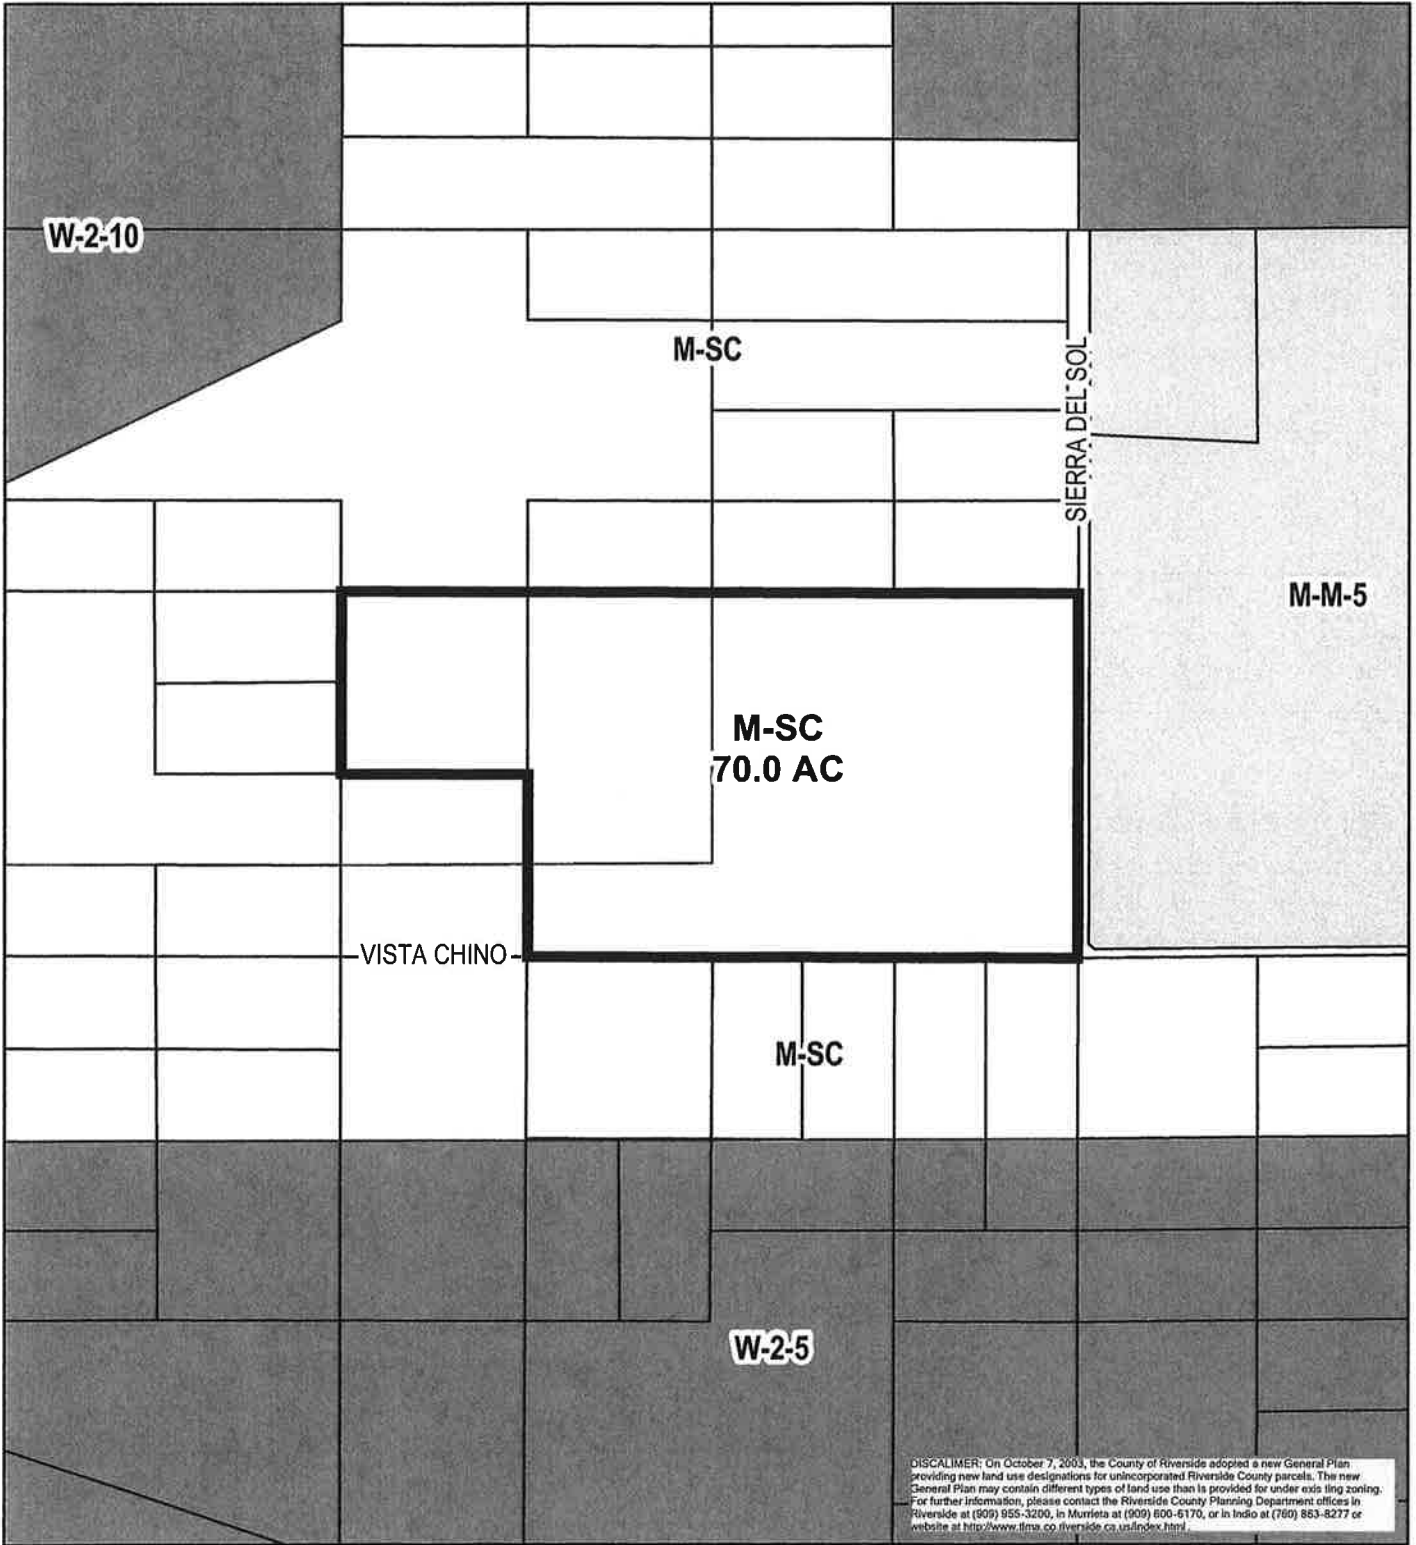 W-2-10
M-SC
SIERRA DEL SOL
M-M-5
M-SC
70.0 AC
VISTA CHINO
M-SC
W-2-5
DISCALIMER: On October 7, 2003, the County of Riverside adopted a new General Plan
providing new land use designations for unincorporated Riverside County parcels. The new
General Plan may contain different types of land use than is provided for under exis ting zoning.
For further information, please contact the Riverside County Planning Department offices in
Riverside at (909) 955-3200, in Murrieta at (909) 600-6170, or in Indio at (760) 863-8277 or
website at http://www.tlma.co.riverside.ca.us/index.html .